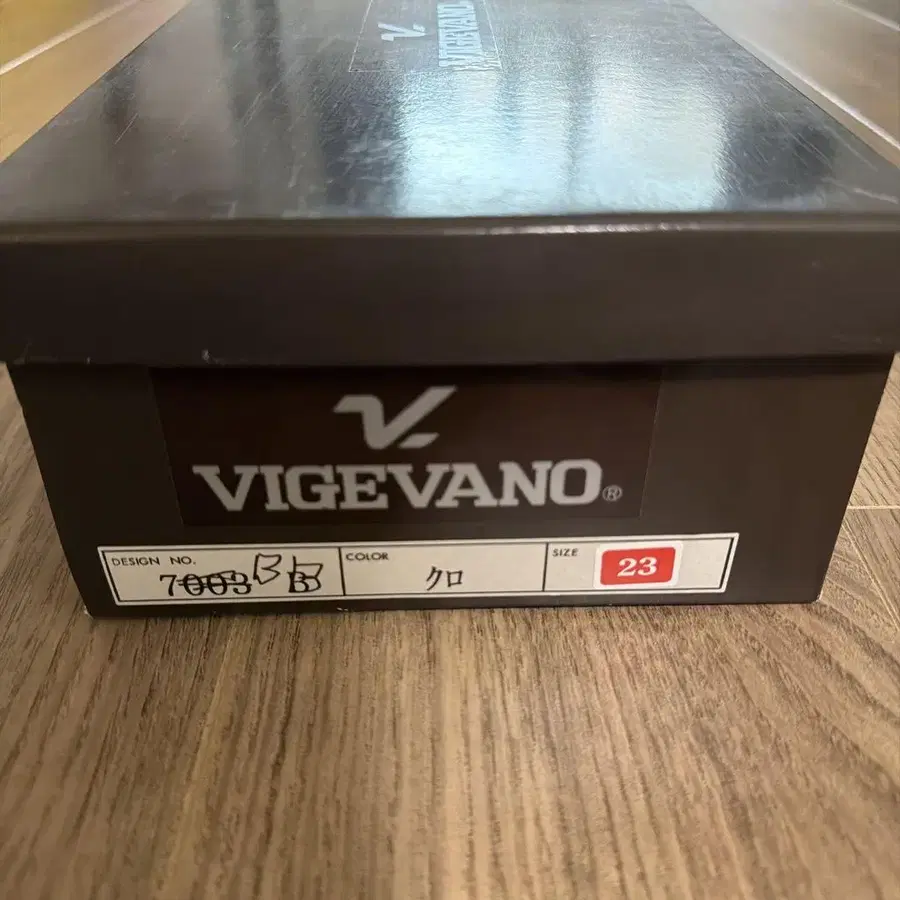 VIGEVANO
VIGEVANO®
DESIGN NO. COLOR SIZE
7003 B クロ 23